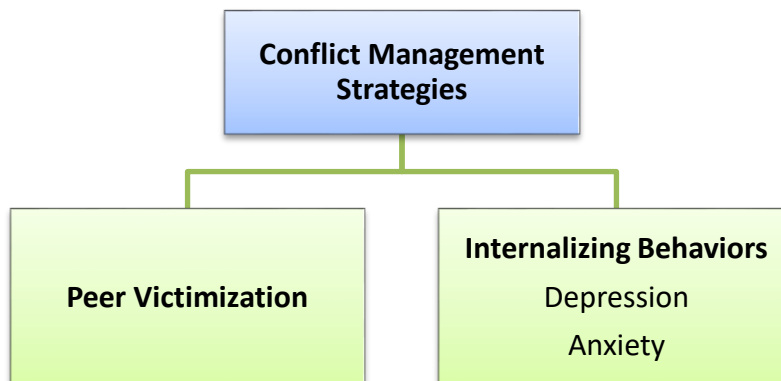 Conflict Management
Strategies
Peer Victimization
Internalizing Behaviors
Depression
Anxiety